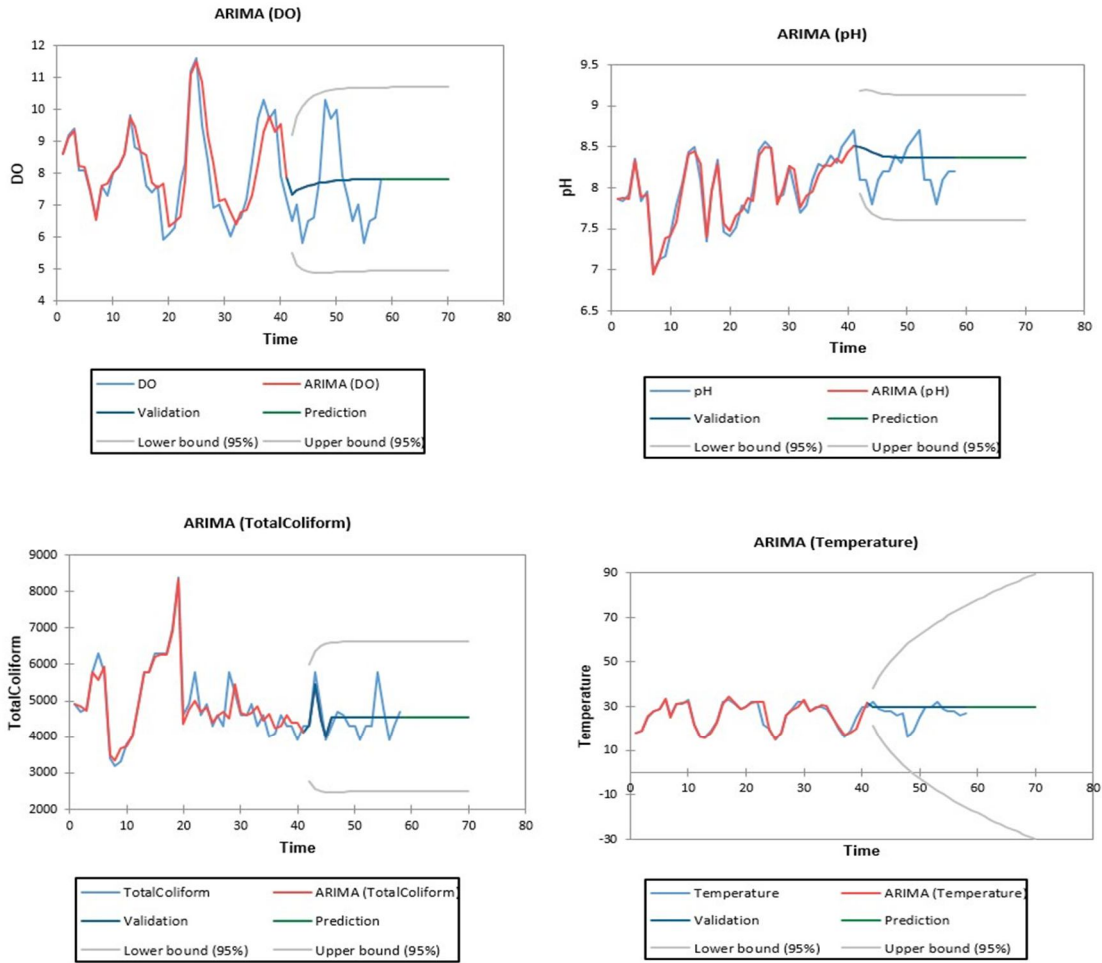 ARIMA (DO)
12
11
10
9
8
7
6
5
4
DO
0 10 20 30 40 50 60 70 80
Time
DO ARIMA (DO)
Validation Prediction
Lower bound (95%) Upper bound (95%)
ARIMA (pH)
9.5
9
8.5
8
7.5
7
6.5
pH
0 10 20 30 40 50 60 70 80
Time
pH ARIMA (pH)
Validation Prediction
Lower bound (95%) Upper bound (95%)
ARIMA (TotalColiform)
9000
8000
7000
6000
5000
4000
3000
2000
TotalColiform
0 10 20 30 40 50 60 70 80
Time
TotalColiform ARIMA (TotalColiform)
Validation Prediction
Lower bound (95%) Upper bound (95%)
ARIMA (Temperature)
90
70
50
30
10
-10
-30
Temperature
0 10 20 30 40 50 60 70 80
Time
Temperature ARIMA (Temperature)
Validation Prediction
Lower bound (95%) Upper bound (95%)